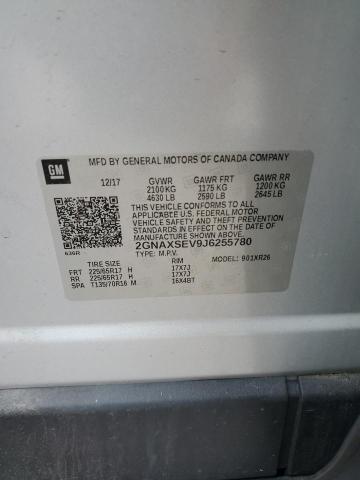 GM
MFD BY GENERAL MOTORS OF CANADA COMPANY
12/17 GVWR GAWR FRT GAWR RR
2100 KG 1175 KG 1200 KG
4630 LB 2590 LB 2645 LB
THIS VEHICLE CONFORMS TO ALL
APPLICABLE U.S. FEDERAL MOTOR
VEHICLE SAFETY AND THEFT PREVENTION
STANDARDS IN EFFECT ON THE DATE OF
MANUFACTURE SHOWN ABOVE.
2GNAXSEV9J6255780
TYPE: M.P.V. MODEL: 901XR26
TIRE SIZE RIM
FRT 225/65R17 H 17X7J
RR 225/65R17 H 17X7J
SPA T135/70R16 M 16X4BT